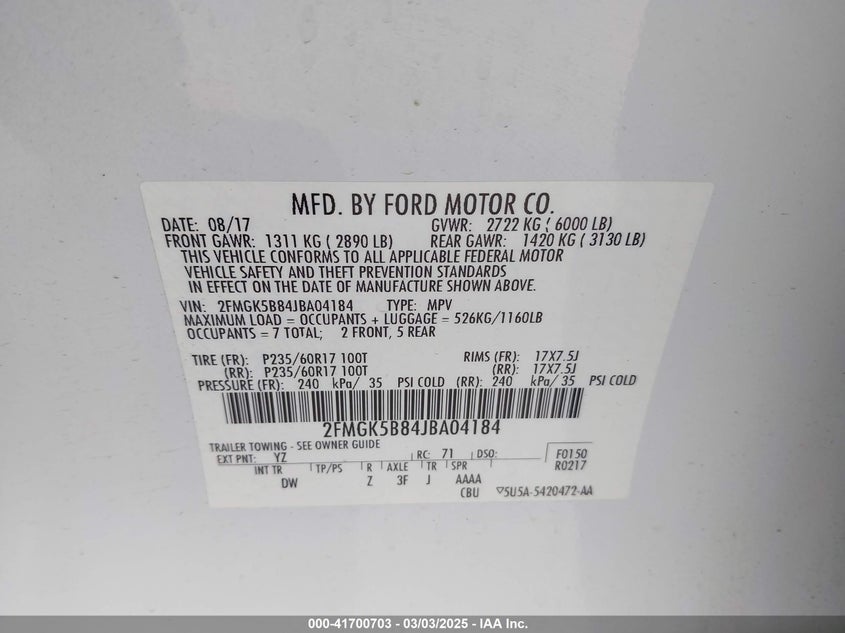 MFD. BY FORD MOTOR CO.
DATE: 08/17 GVWR: 2722 KG ( 6000 LB)
FRONT GAWR: 1311 KG ( 2890 LB) REAR GAWR: 1420 KG ( 3130 LB)
THIS VEHICLE CONFORMS TO ALL APPLICABLE FEDERAL MOTOR
VEHICLE SAFETY AND THEFT PREVENTION STANDARDS
IN EFFECT ON THE DATE OF MANUFACTURE SHOWN ABOVE.
VIN: 2FMGK5B84JBA04184 TYPE: MPV
MAXIMUM LOAD = OCCUPANTS + LUGGAGE = 526KG/1160LB
OCCUPANTS = 7 TOTAL; 2 FRONT, 5 REAR
TIRE (FR): P235/60R17 100T RIMS (FR): 17X7.5J
(RR): P235/60R17 100T (RR): 17X7.5J
PRESSURE (FR): 240 kPa/ 35 PSI COLD (RR): 240 kPa/ 35 PSI COLD
2FMGK5B84JBA04184
TRAILER TOWING - SEE OWNER GUIDE
EXT PNT: YZ RC: 71 DSO: F0150
INT TR TP/PS R AXLE TR SPR R0217
DW Z 3F J AAAA
CBU ▽5U5A-5420472-AA
000-41700703 - 03/03/2025 - IAA Inc.